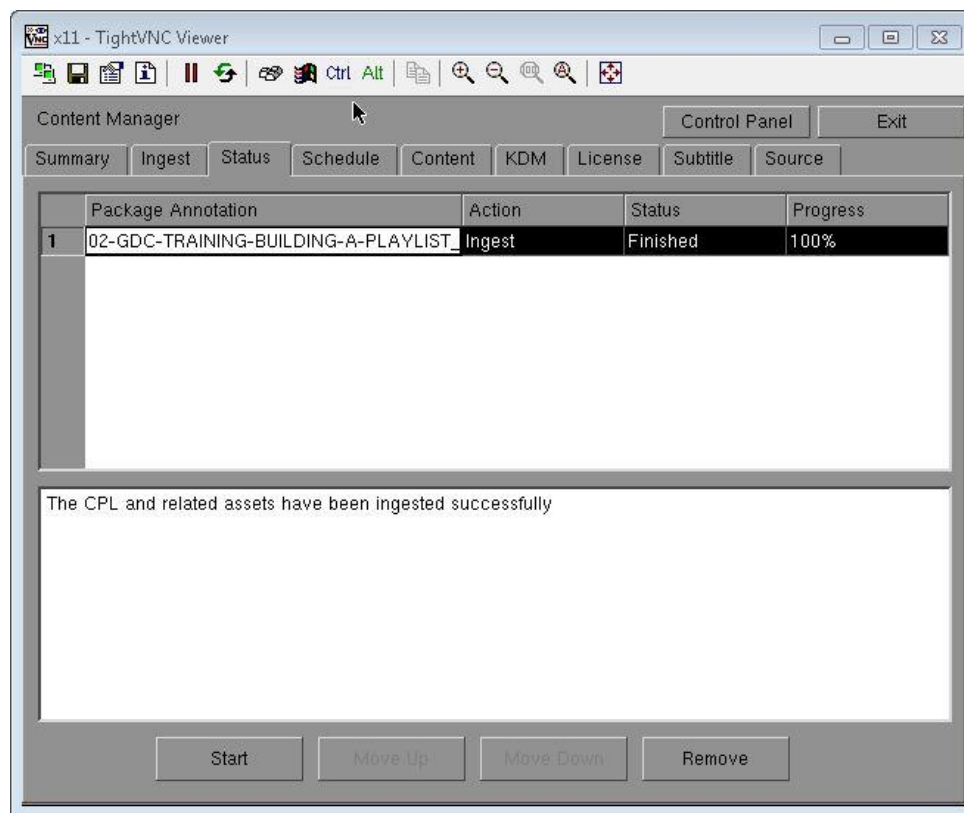 x11 - TightVNC Viewer
Ctrl Alt
Content Manager Control Panel Exit
Summary Ingest Status Schedule Content KDM License Subtitle Source
Package Annotation Action Status Progress
1 02-GDC-TRAINING-BUILDING-A-PLAYLIST_ Ingest Finished 100%
The CPL and related assets have been ingested successfully
Start Move Up Move Down Remove